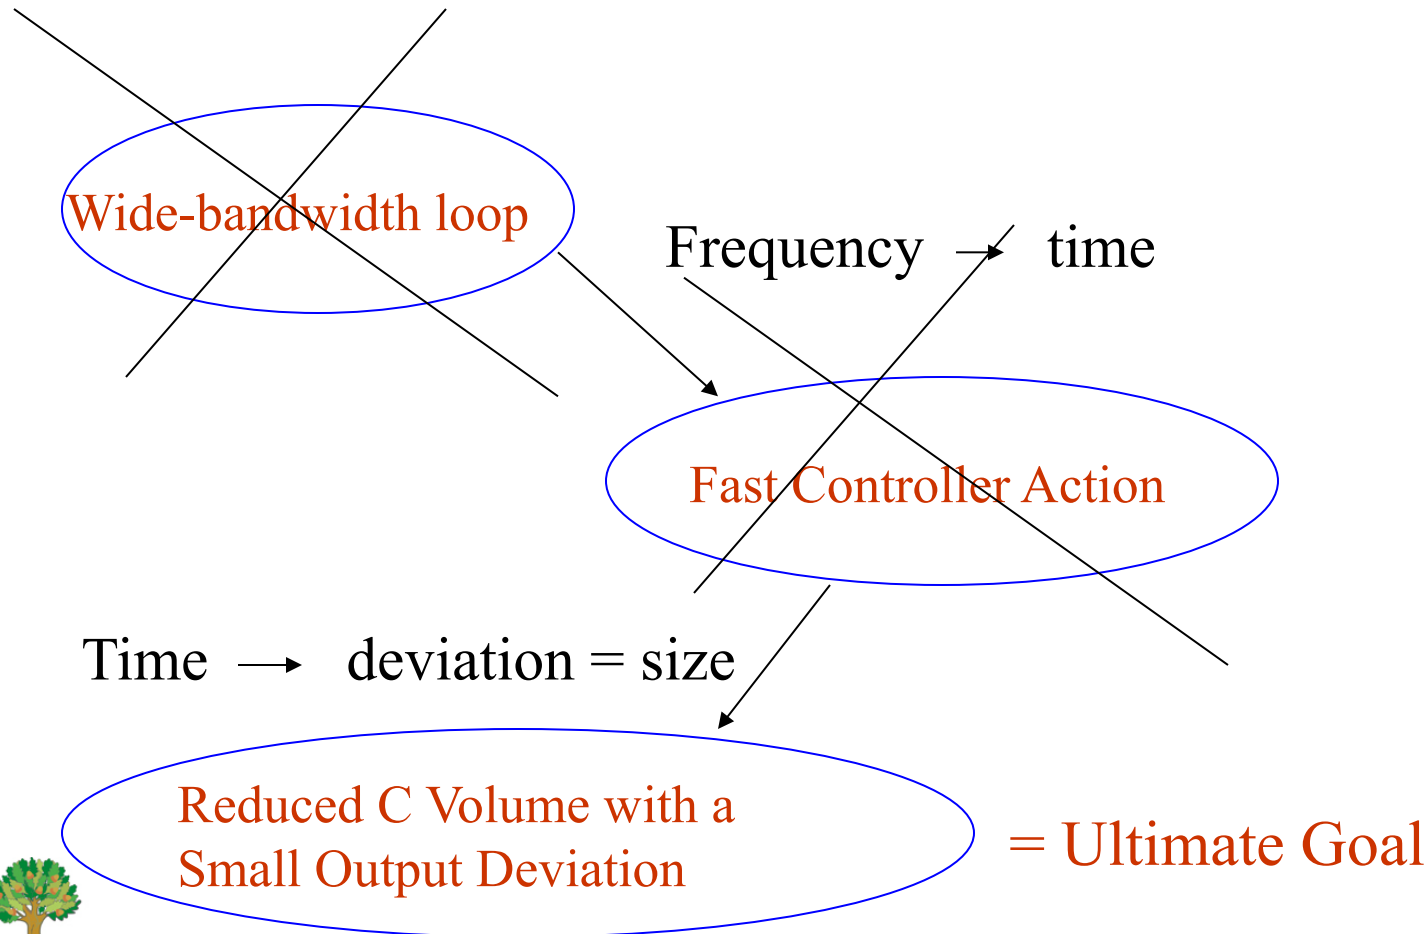 Wide-bandwidth loop
Frequency → time
Fast Controller Action
Time → deviation = size
Reduced C Volume with a
Small Output Deviation
= Ultimate Goal